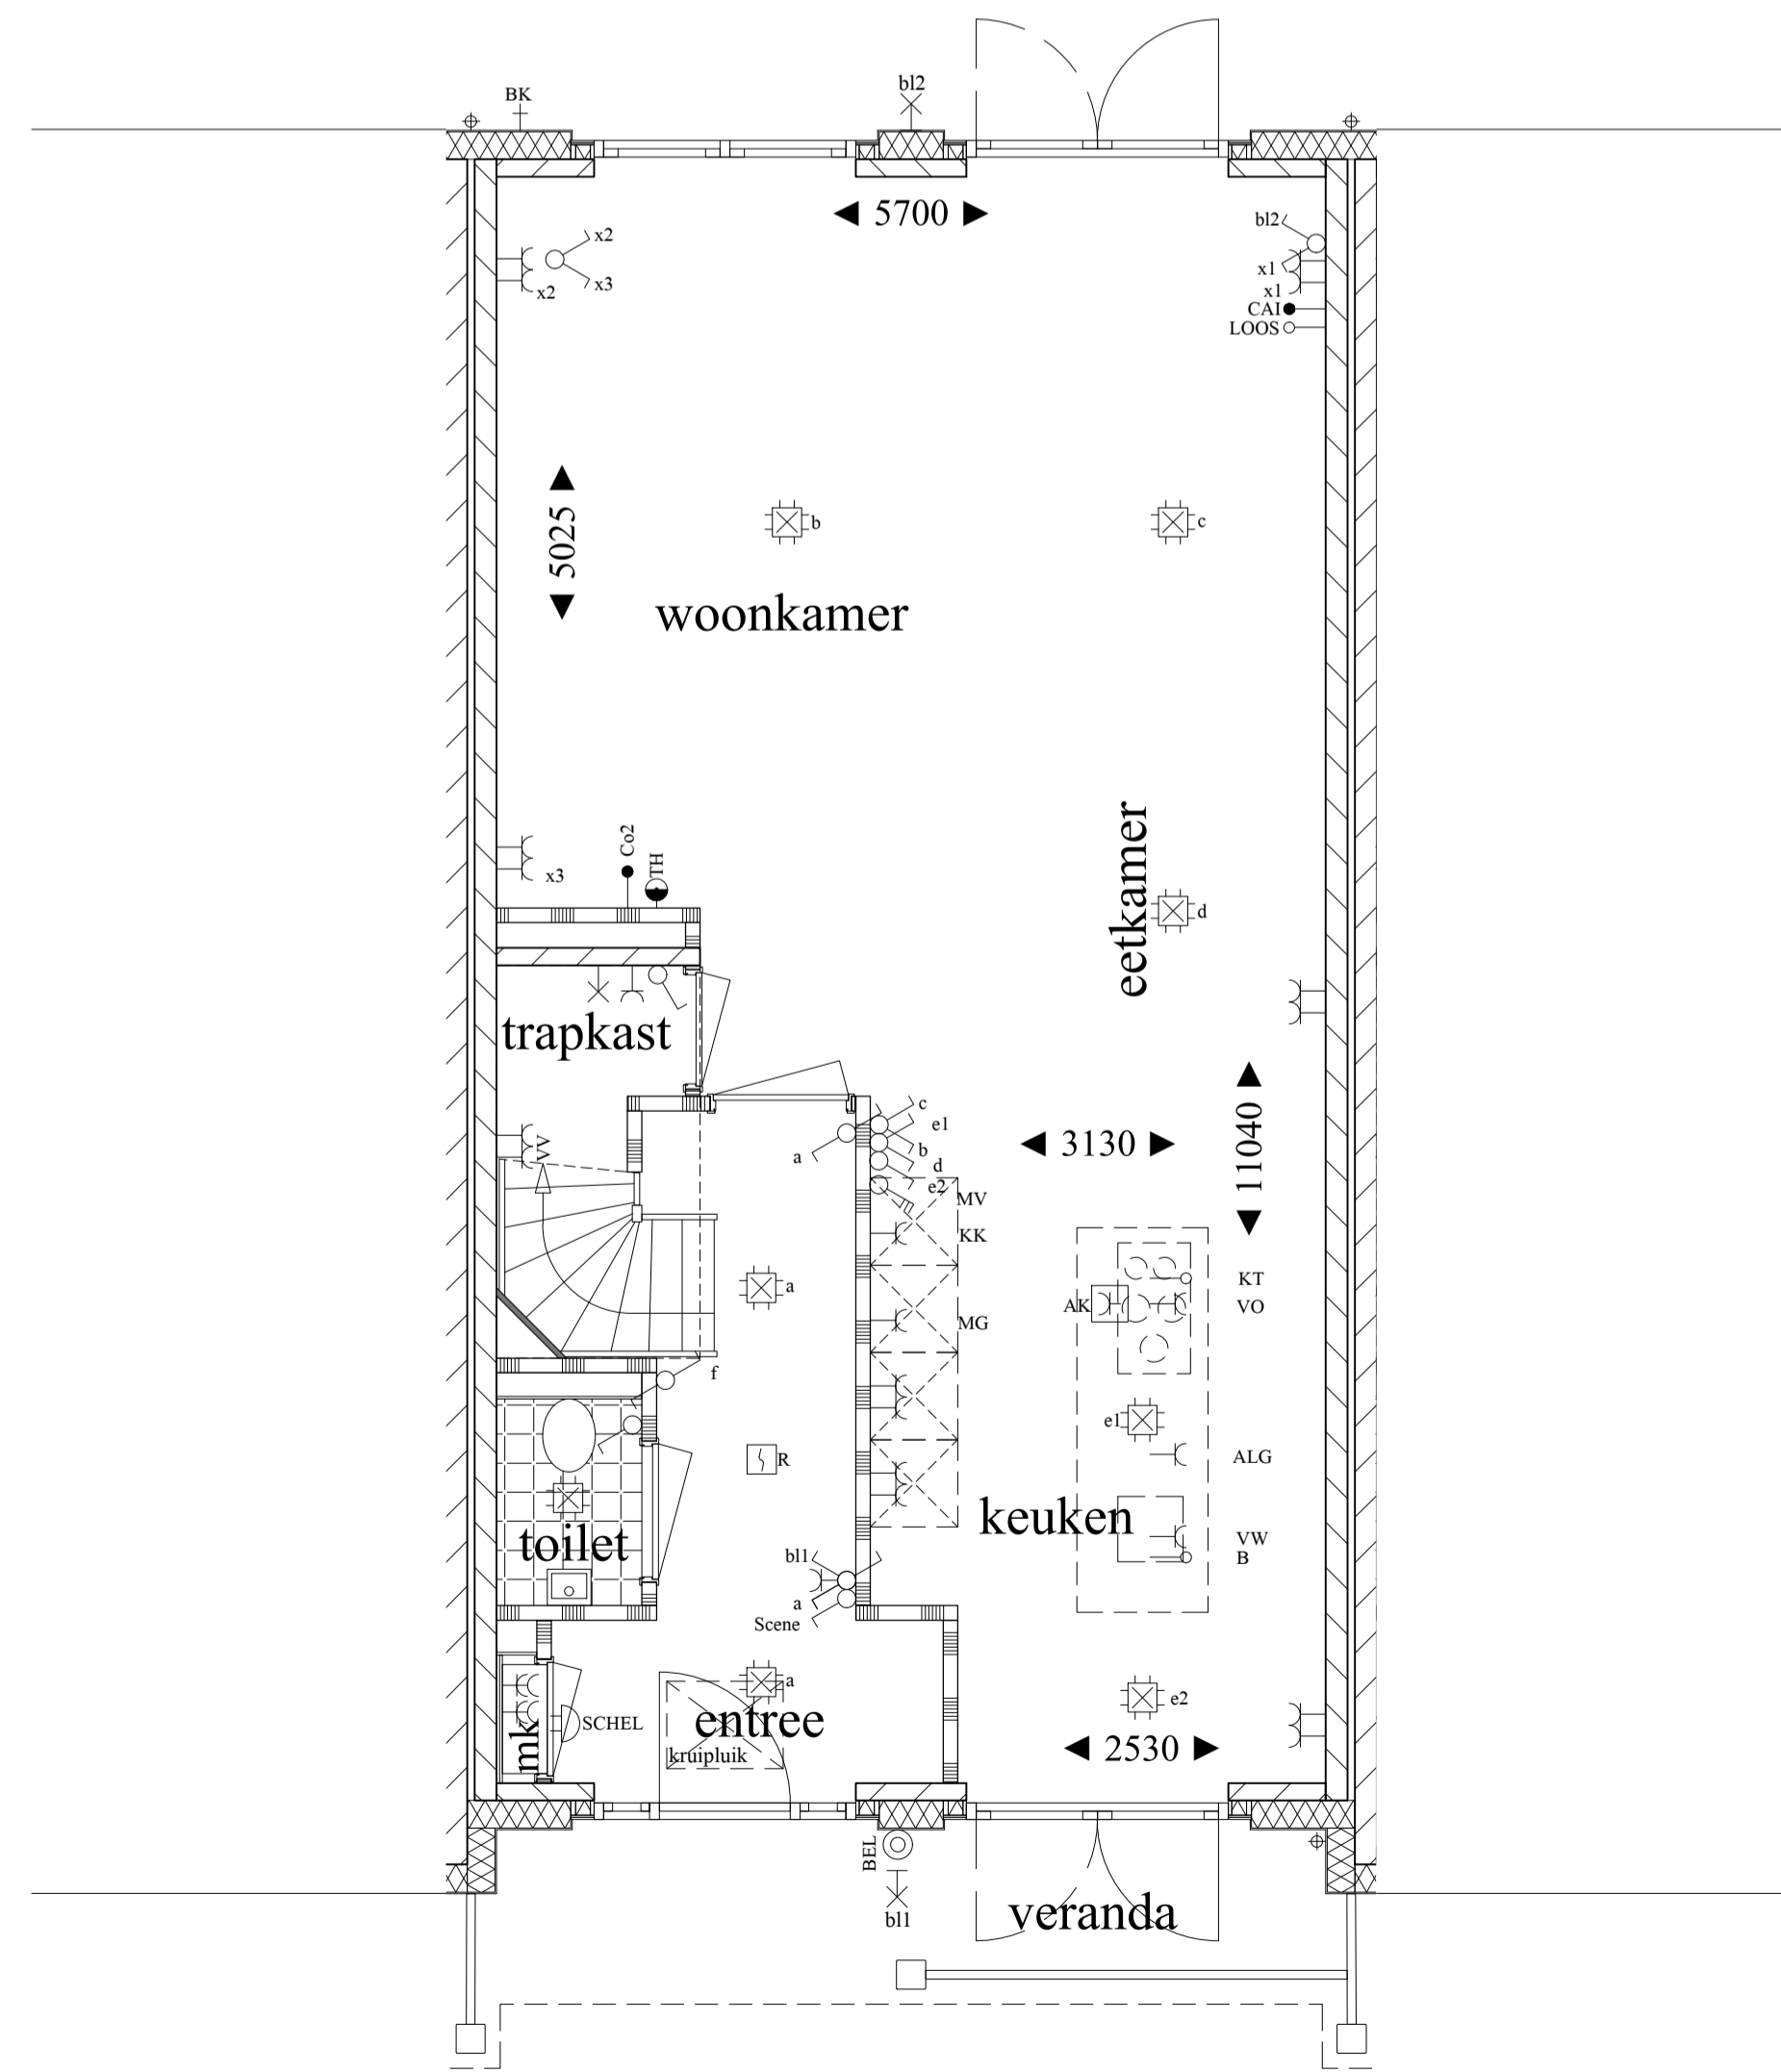 bl2
BK
5700
x2
bl2
x3
x1
x2
x1
CAI
LOOS
5025
b
c
woonkamer
Co2
TH
x3
eetkamer
d
trapkast
c
e1
a
b
d
e2
3130
11040
VV
MV
KK
KT
a
AK
VO
MG
f
e1
R
ALG
keuken
toilet
VW
bl1
B
a
Scene
a
e2
SCHEL
entree
mk
kruipluik
2530
BEL
veranda
bl1